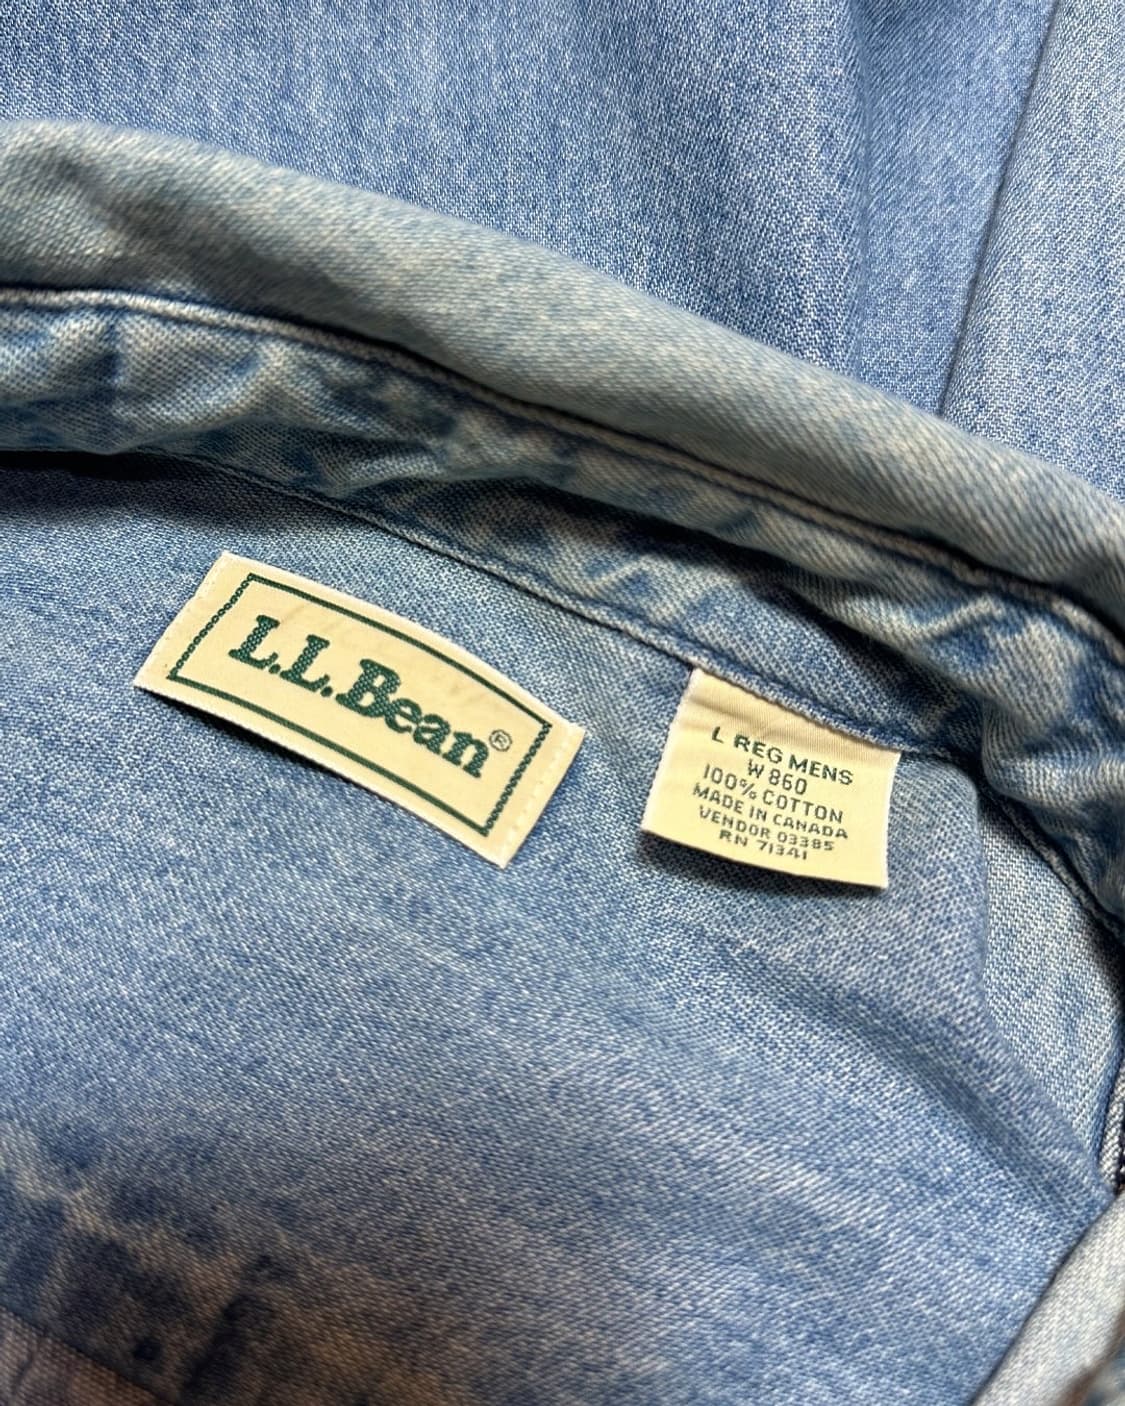 L.L.Bean®
L REG MENS
W 860
100% COTTON
MADE IN CANADA
VENDOR 03385
RN 71341